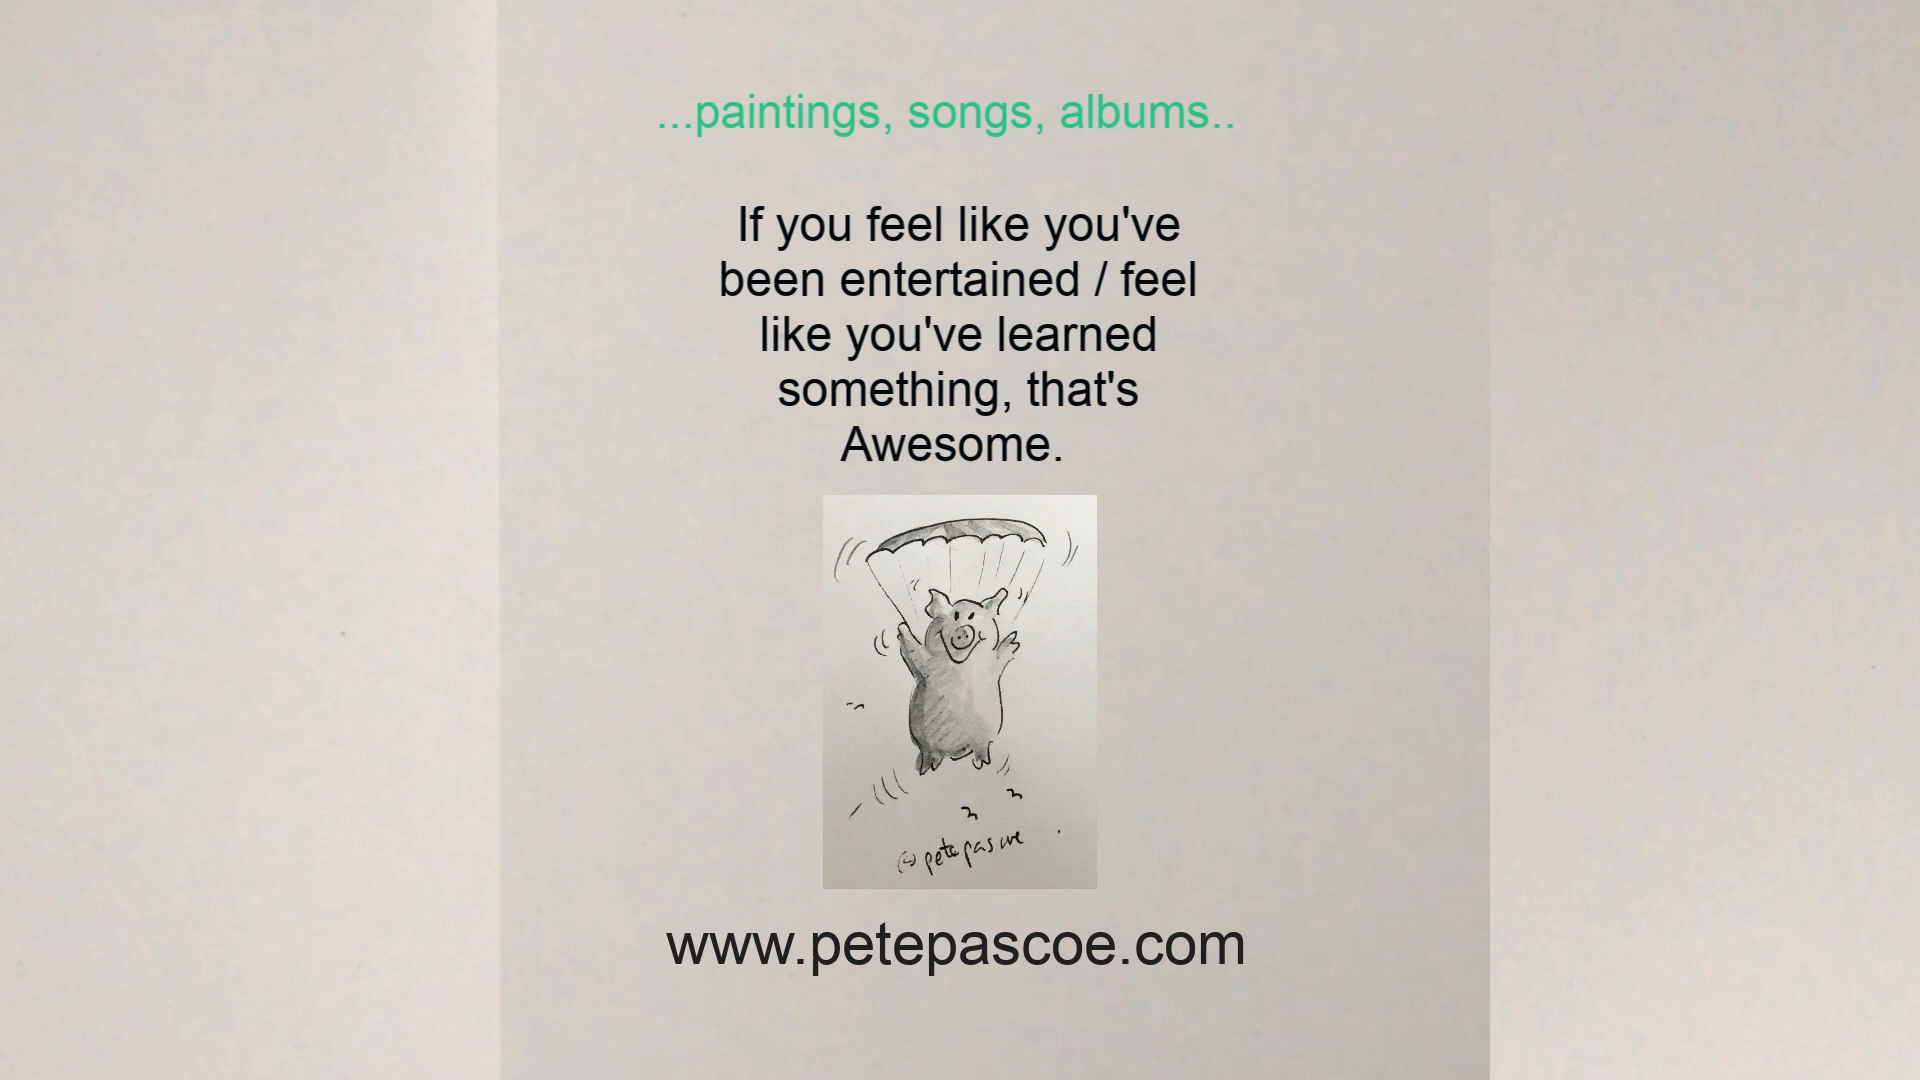 ...paintings, songs, albums..
If you feel like you've
been entertained / feel
like you've learned
something, that's
Awesome.
© pete pascoe
www.petepascoe.com